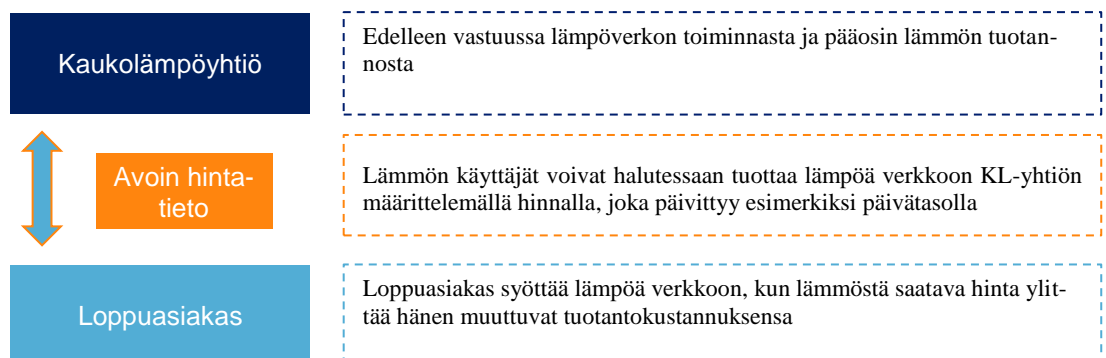 Kaukolämpöyhtiö
Edelleen vastuussa lämpöverkon toiminnasta ja pääosin lämmön tuotan-
nosta
Avoin hinta-
tieto
Lämmön käyttäjät voivat halutessaan tuottaa lämpöä verkkoon KL-yhtiön
määrittelemällä hinnalla, joka päivittyy esimerkiksi päivätasolla
Loppuasiakas
Loppuasiakas syöttää lämpöä verkkoon, kun lämmöstä saatava hinta ylit-
tää hänen muuttuvat tuotantokustannuksensa